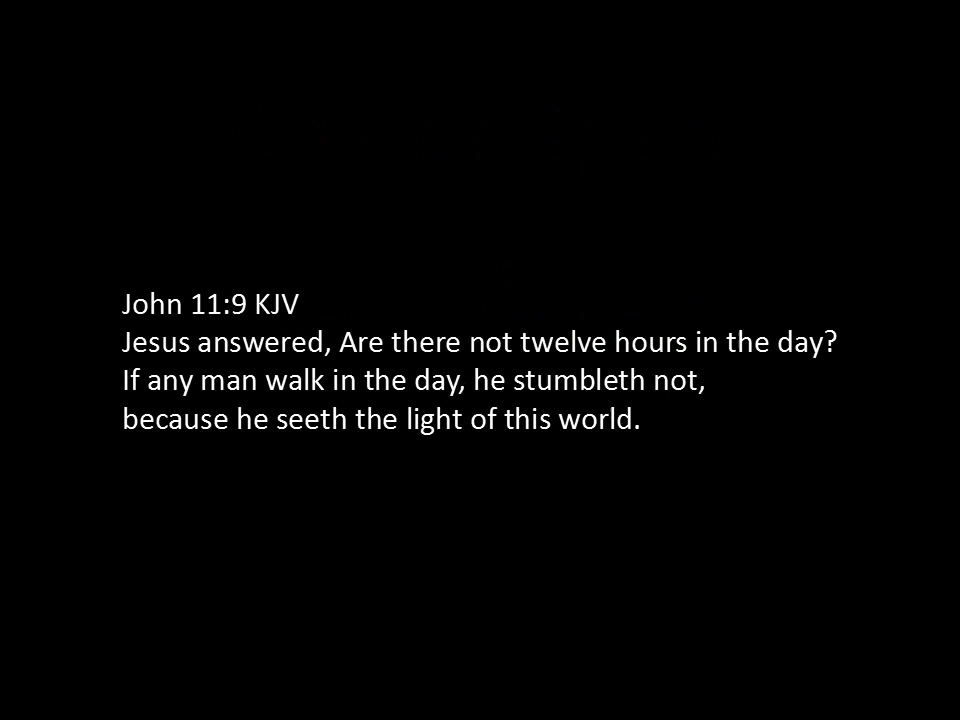 John 11:9 KJV
Jesus answered, Are there not twelve hours in the day?
If any man walk in the day, he stumbleth not,
because he seeth the light of this world.